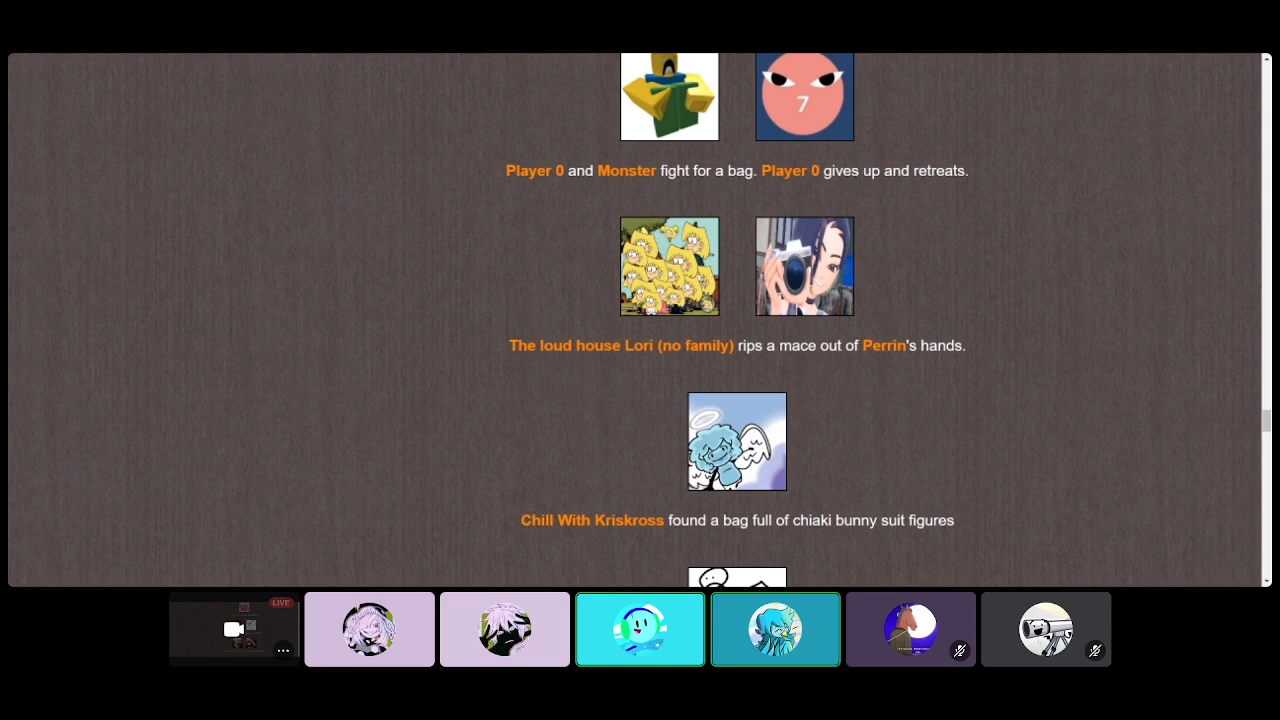 7
Player 0 and Monster fight for a bag. Player 0 gives up and retreats.
The loud house Lori (no family) rips a mace out of Perrin's hands.
Chill With Kriskross found a bag full of chiaki bunny suit figures
LIVE